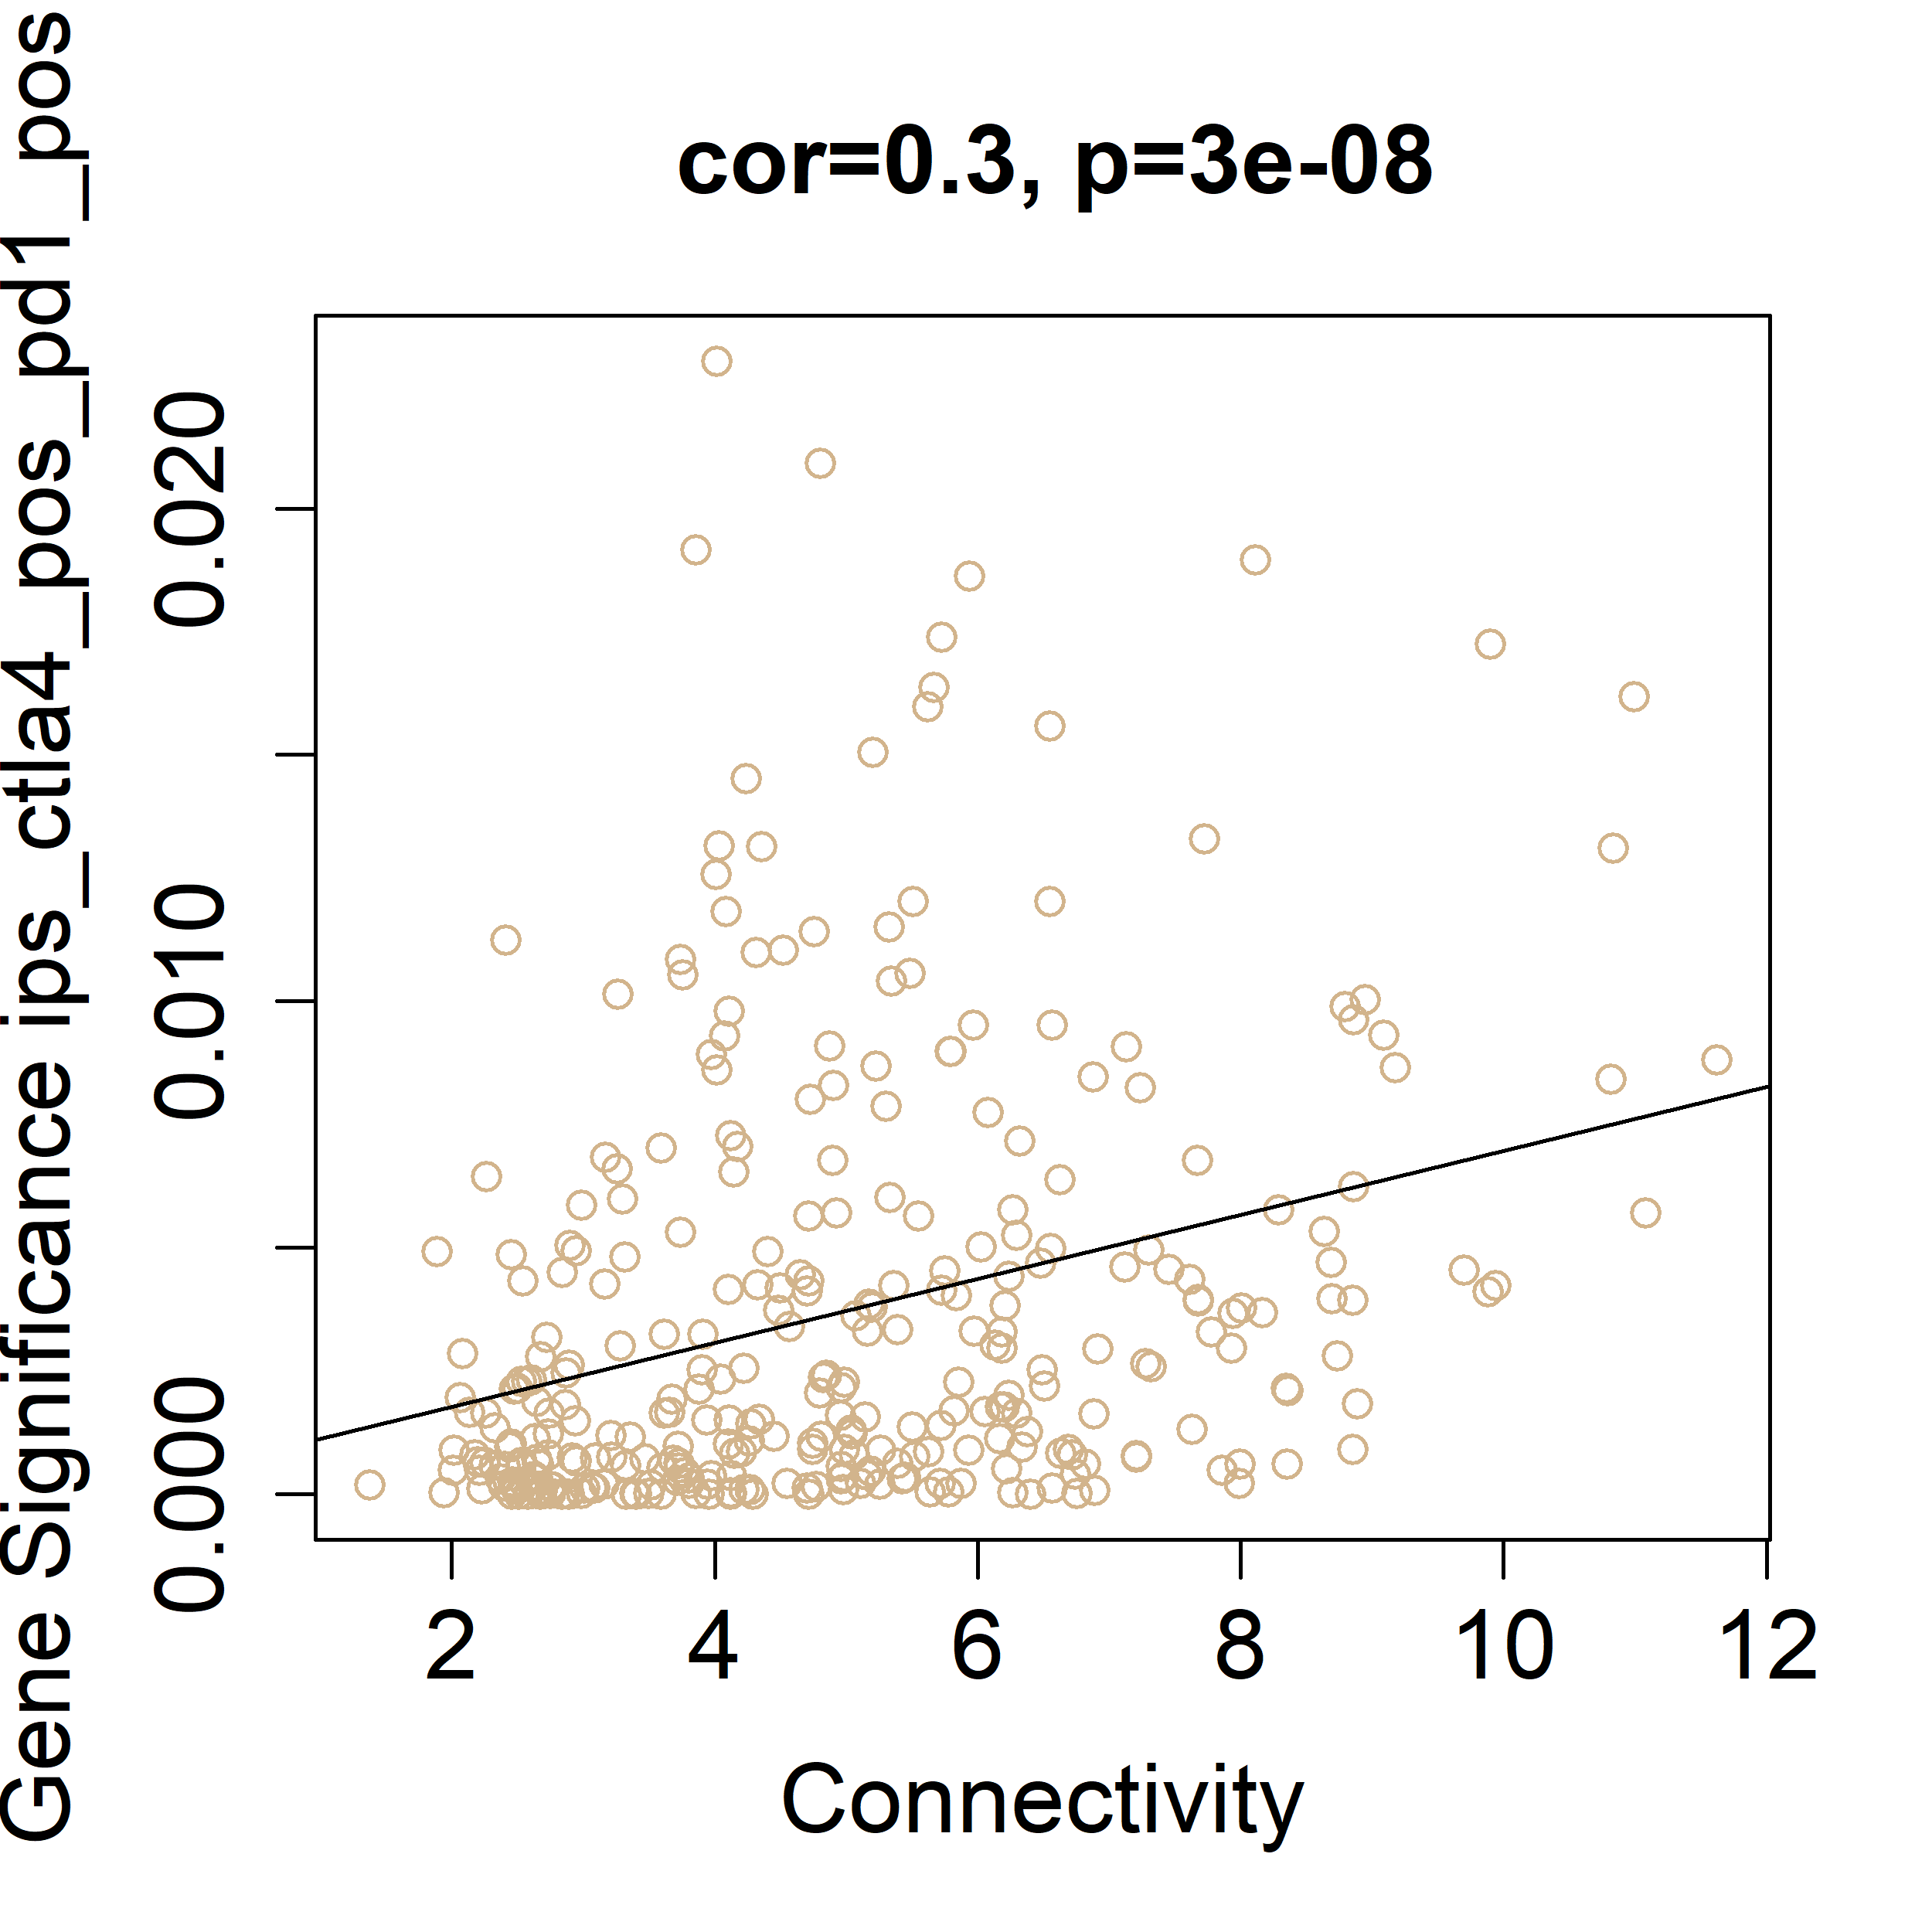 cor=0.3, p=3e-08
Gene Significance ips_ctla4_pos_pd1_pos
0.020
0.010
0.000
2 4 6 8 10 12
Connectivity